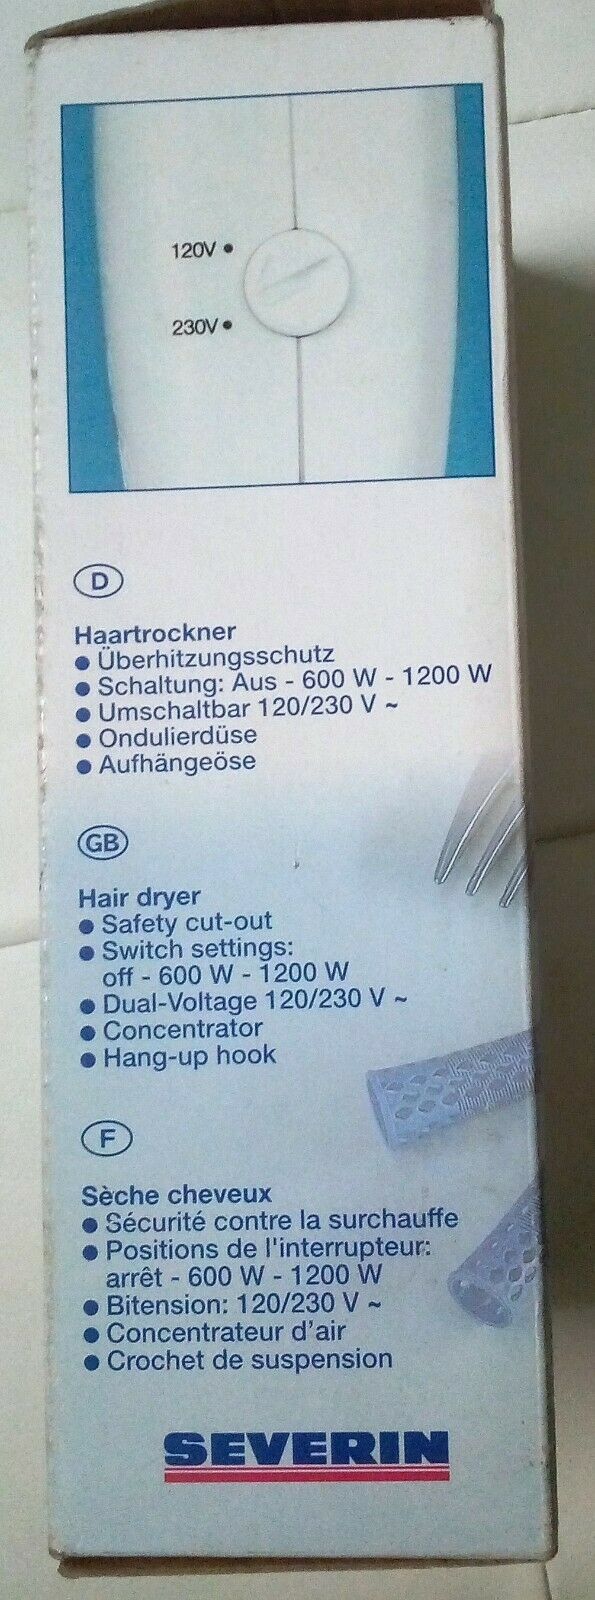 120V •
230V •
D
Haartrockner
● Überhitzungsschutz
● Schaltung: Aus - 600 W - 1200 W
● Umschaltbar 120/230 V ~
● Ondulierdüse
● Aufhängeöse
GB
Hair dryer
● Safety cut-out
● Switch settings:
off - 600 W - 1200 W
● Dual-Voltage 120/230 V ~
● Concentrator
● Hang-up hook
F
Sèche cheveux
● Sécurité contre la surchauffe
● Positions de l'interrupteur:
arrêt - 600 W - 1200 W
● Bitension: 120/230 V ~
● Concentrateur d'air
● Crochet de suspension
SEVERIN